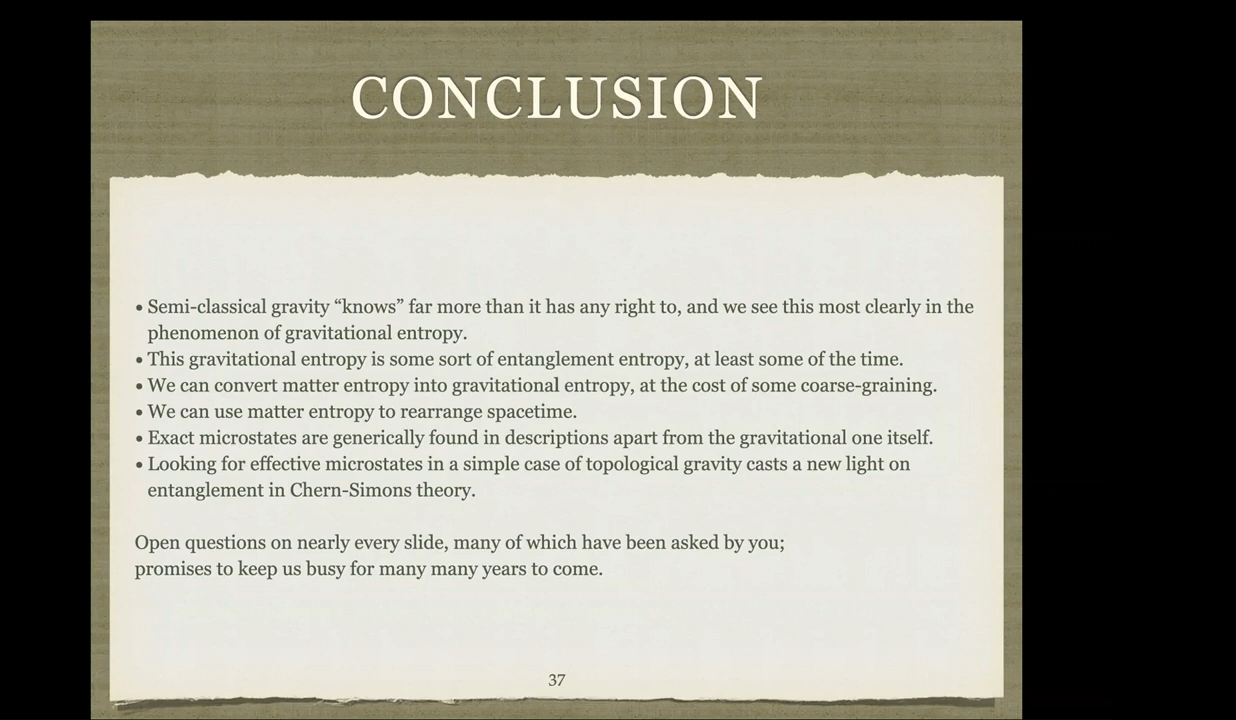 CONCLUSION
• Semi-classical gravity “knows” far more than it has any right to, and we see this most clearly in the
phenomenon of gravitational entropy.
• This gravitational entropy is some sort of entanglement entropy, at least some of the time.
• We can convert matter entropy into gravitational entropy, at the cost of some coarse-graining.
• We can use matter entropy to rearrange spacetime.
• Exact microstates are generically found in descriptions apart from the gravitational one itself.
• Looking for effective microstates in a simple case of topological gravity casts a new light on
entanglement in Chern-Simons theory.
Open questions on nearly every slide, many of which have been asked by you;
promises to keep us busy for many many years to come.
37